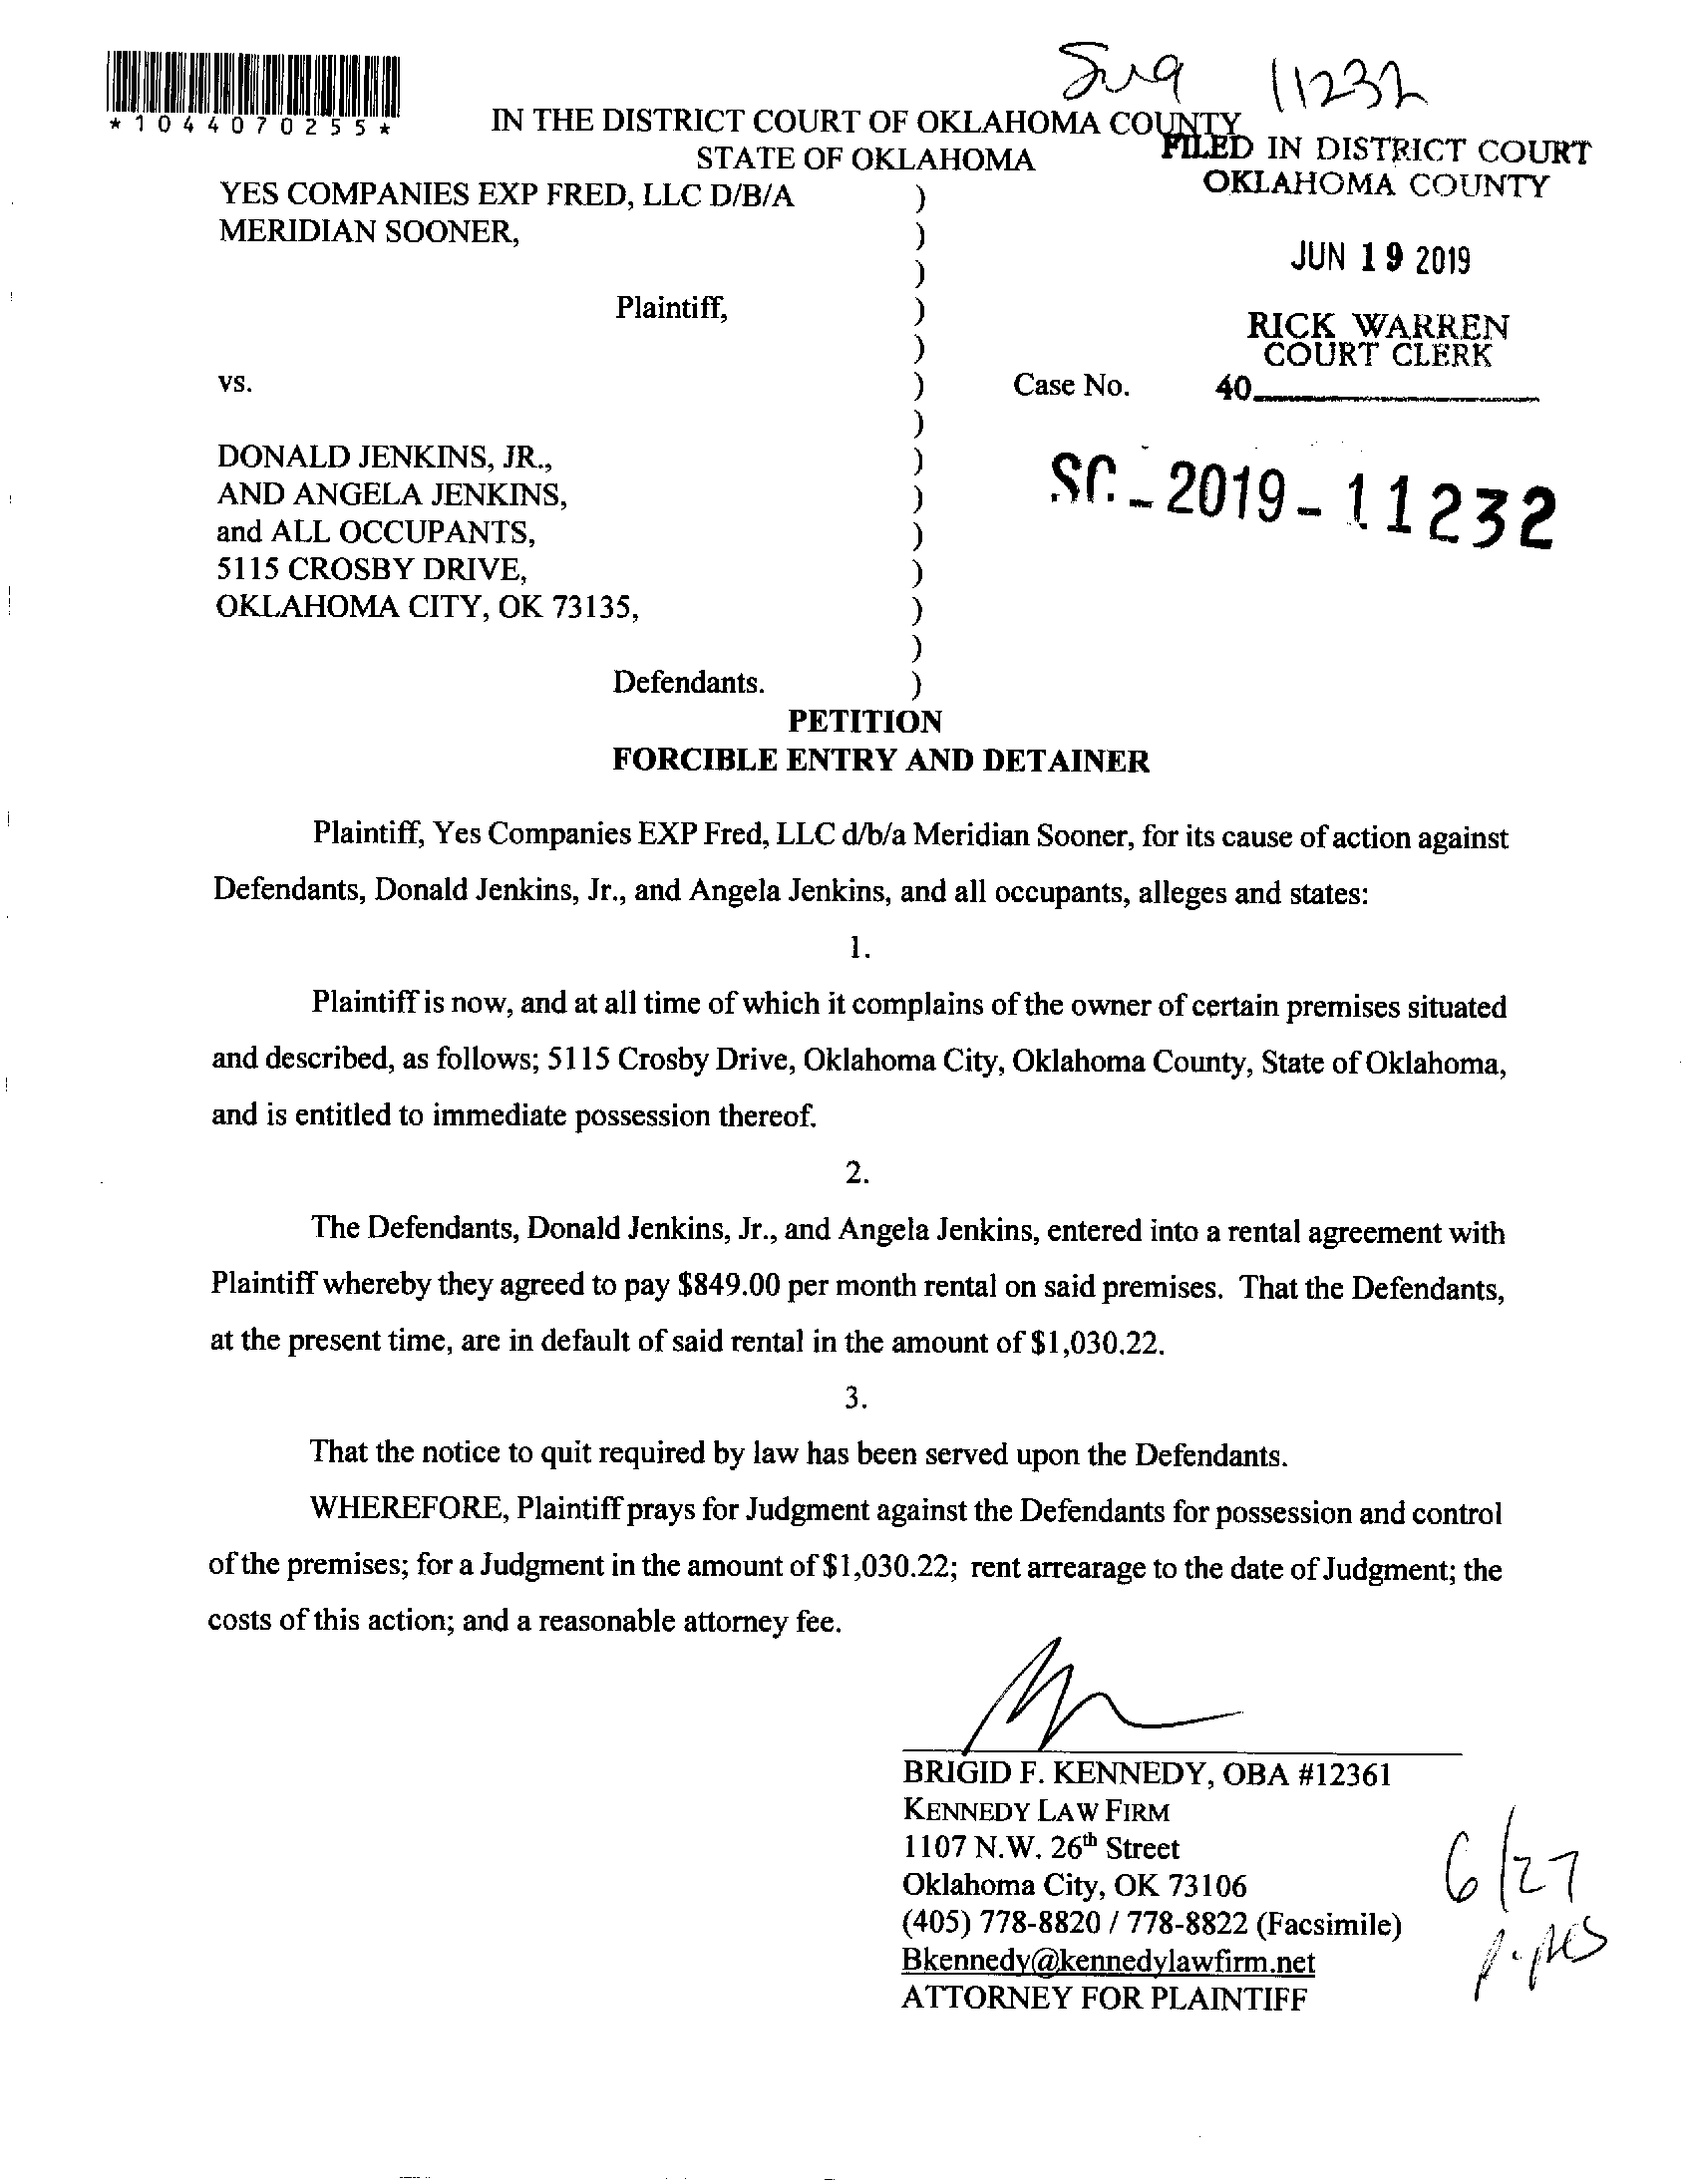 11232
*1044070255*
IN THE DISTRICT COURT OF OKLAHOMA COUNTY
STATE OF OKLAHOMA
FILED IN DISTRICT COURT
OKLAHOMA COUNTY
JUN 19 2019
RICK WARREN
COURT CLERK
40
YES COMPANIES EXP FRED, LLC D/B/A )
MERIDIAN SOONER, )
)
Plaintiff, )
)
vs. ) Case No.
)
DONALD JENKINS, JR., )
AND ANGELA JENKINS, )
and ALL OCCUPANTS, )
5115 CROSBY DRIVE, )
OKLAHOMA CITY, OK 73135, )
)
Defendants. )
SC-2019-11232
PETITION
FORCIBLE ENTRY AND DETAINER
Plaintiff, Yes Companies EXP Fred, LLC d/b/a Meridian Sooner, for its cause of action against
Defendants, Donald Jenkins, Jr., and Angela Jenkins, and all occupants, alleges and states:
1.
Plaintiff is now, and at all time of which it complains of the owner of certain premises situated
and described, as follows; 5115 Crosby Drive, Oklahoma City, Oklahoma County, State of Oklahoma,
and is entitled to immediate possession thereof.
2.
The Defendants, Donald Jenkins, Jr., and Angela Jenkins, entered into a rental agreement with
Plaintiff whereby they agreed to pay $849.00 per month rental on said premises. That the Defendants,
at the present time, are in default of said rental in the amount of $1,030.22.
3.
That the notice to quit required by law has been served upon the Defendants.
WHEREFORE, Plaintiff prays for Judgment against the Defendants for possession and control
of the premises; for a Judgment in the amount of $1,030.22; rent arrearage to the date of Judgment; the
costs of this action; and a reasonable attorney fee.
BRIGID F. KENNEDY, OBA #12361
KENNEDY LAW FIRM
1107 N.W. 26th Street
Oklahoma City, OK 73106
(405) 778-8820 / 778-8822 (Facsimile)
Bkennedy@kennedylawfirm.net
ATTORNEY FOR PLAINTIFF
6/27